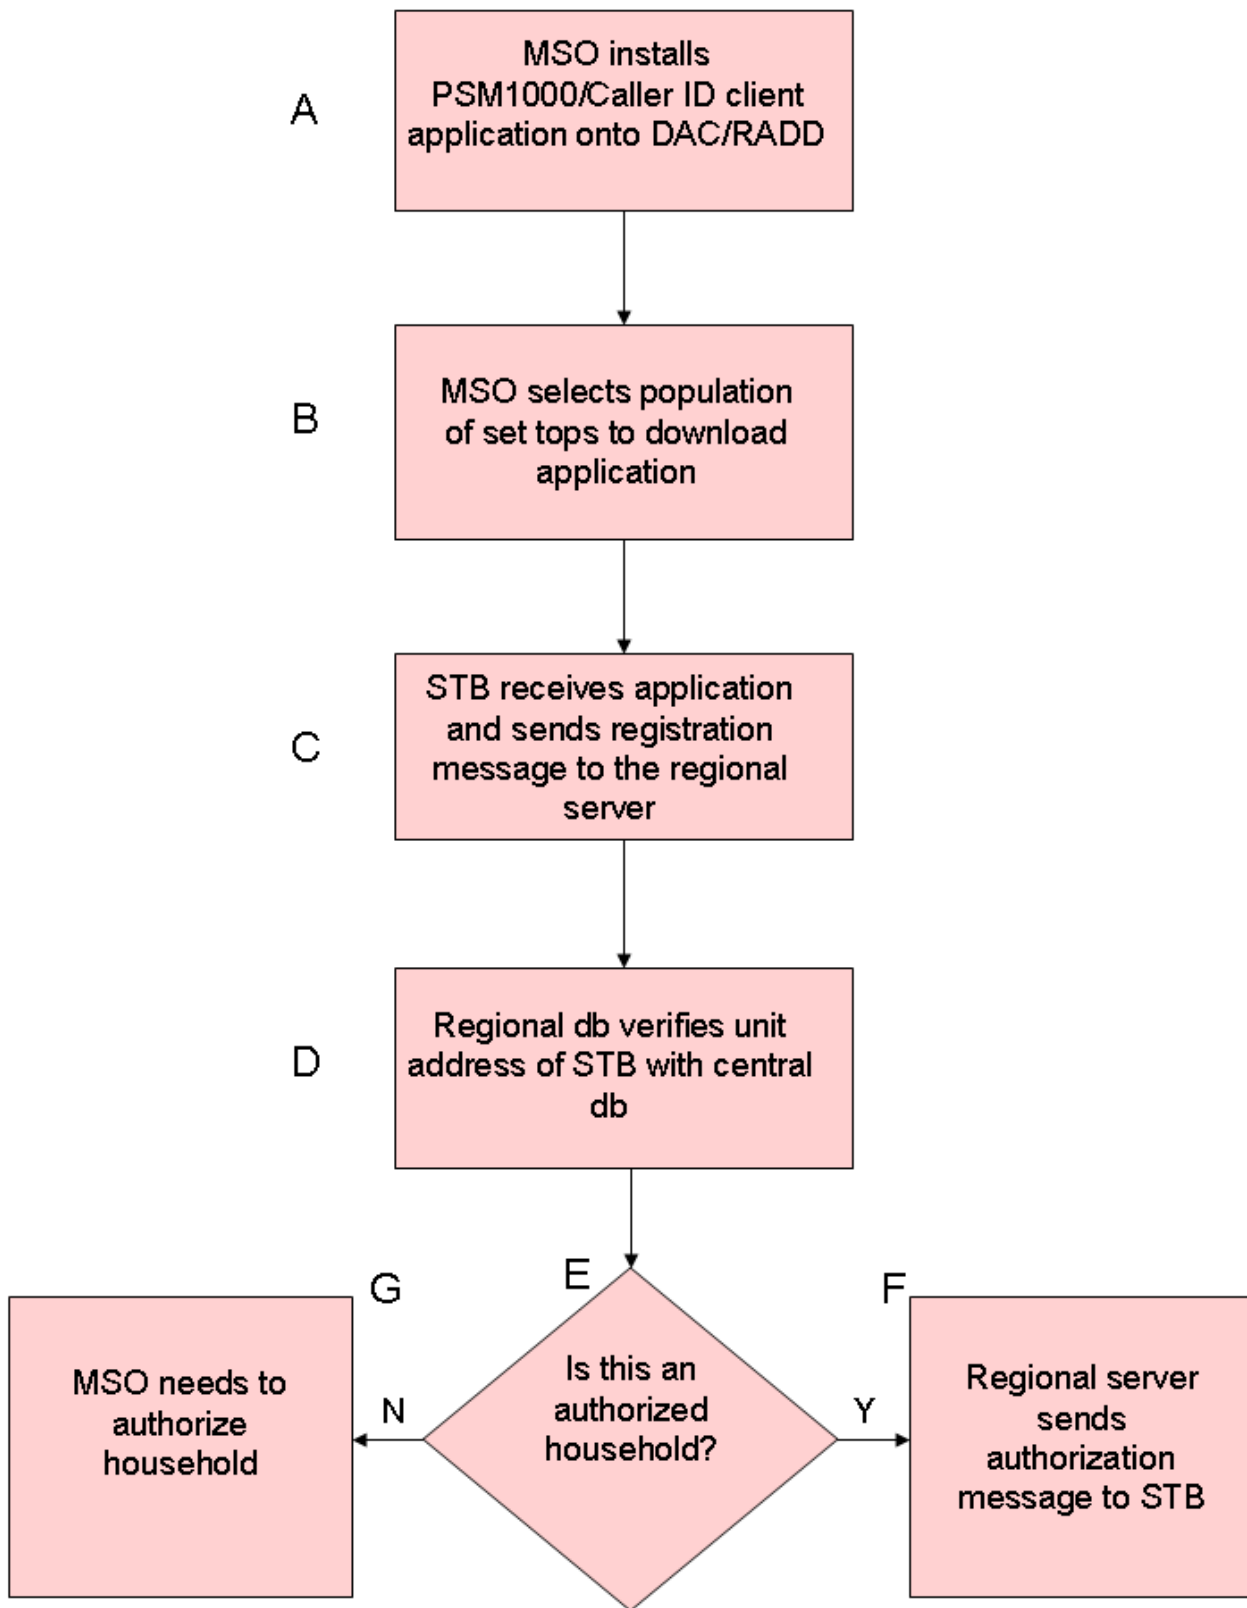 A
MSO installs
PSM1000/Caller ID client
application onto DAC/RADD
B
MSO selects population
of set tops to download
application
C
STB receives application
and sends registration
message to the regional
server
D
Regional db verifies unit
address of STB with central
db
E
Is this an
authorized
household?
N
Y
G
MSO needs to
authorize
household
F
Regional server
sends
authorization
message to STB